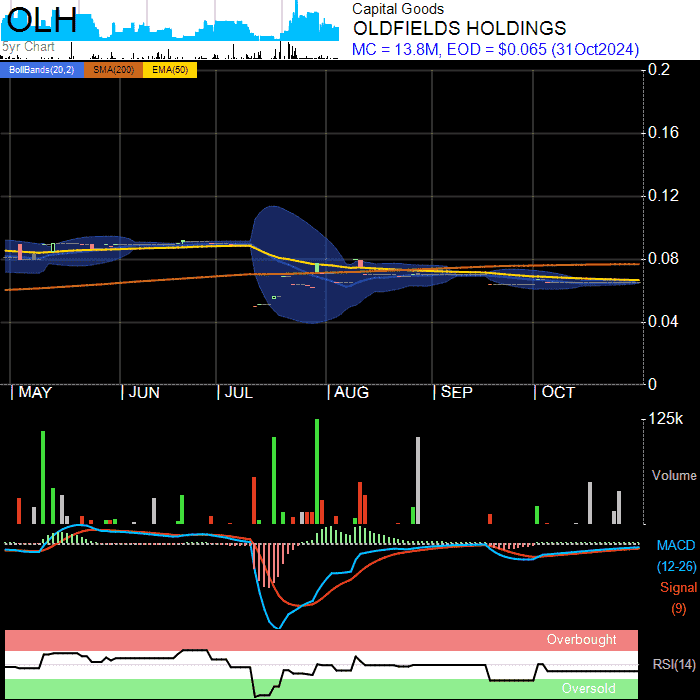 OLH
5yr Chart
Capital Goods
OLDFIELDS HOLDINGS
MC = 13.8M, EOD = $0.065 (31Oct2024)
BollBands(20,2) SMA(200) EMA(50)
0.2
0.16
0.12
0.08
0.04
0
MAY JUN JUL AUG SEP OCT
125k
Volume
MACD
(12-26)
Signal
(9)
Overbought
RSI(14)
Oversold